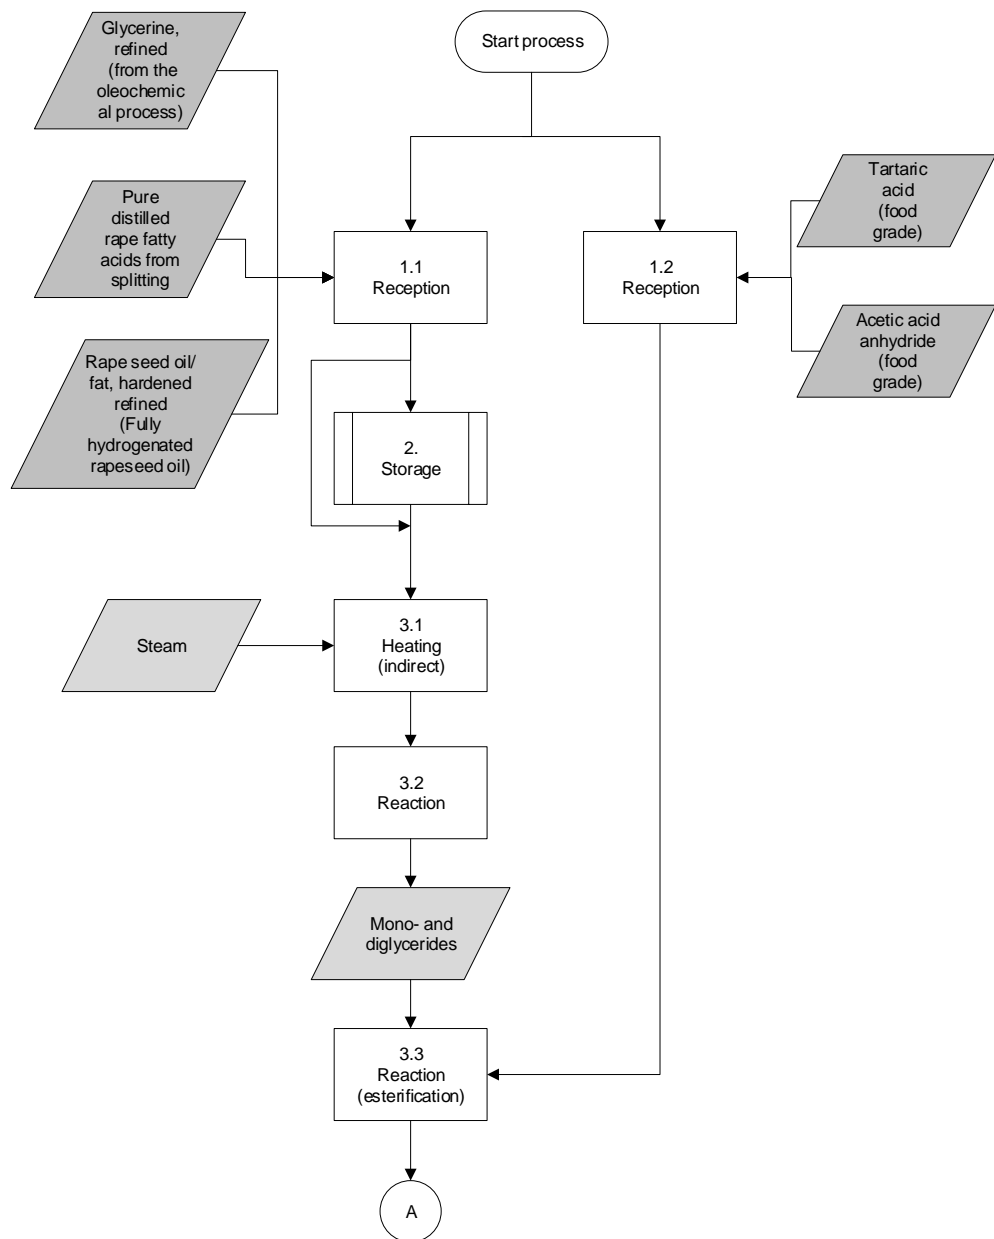 Glycerine,
refined
(from the
oleochemic
al process)
Start process
Pure
distilled
rape fatty
acids from
splitting
Tartaric
acid
(food
grade)
1.1
Reception
1.2
Reception
Acetic acid
anhydride
(food
grade)
Rape seed oil/
fat, hardened
refined
(Fully
hydrogenated
rapeseed oil)
2.
Storage
Steam
3.1
Heating
(indirect)
3.2
Reaction
Mono- and
diglycerides
3.3
Reaction
(esterification)
A